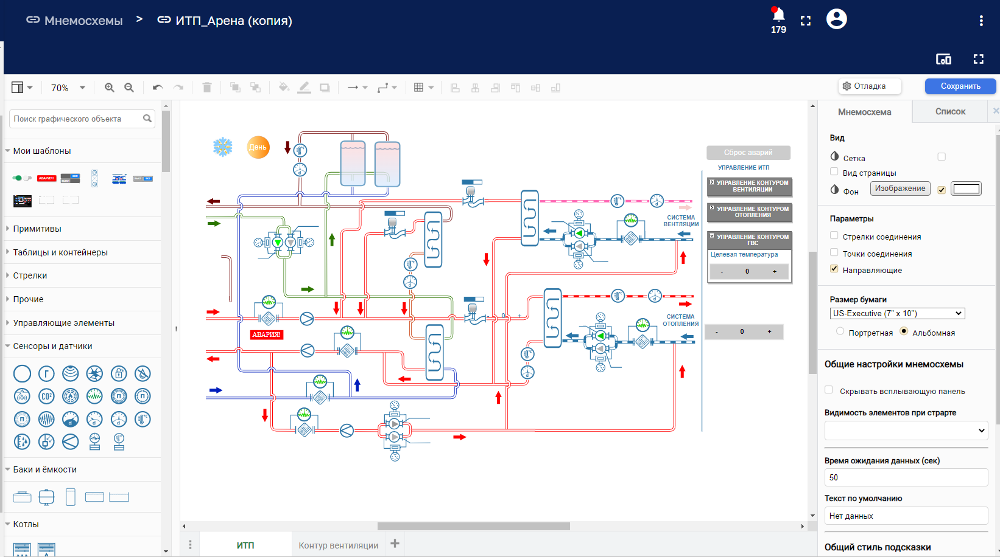 Мнемосхемы > ИТП_Арена (копия)
179
70%
Отладка
Сохранить
Поиск графического объекта
Мои шаблоны
АВАРИЯ!
Примитивы
Таблицы и контейнеры
Стрелки
Прочие
Управляющие элементы
Сенсоры и датчики
Г
CO²
П
П
П
d
d
d
°C
Баки и ёмкости
Котлы
День
°C
d
°C
d
°C
d
°C
d
°C
d
АВАРИЯ!
- 0 +
СИСТЕМА
ВЕНТЛЯЦИИ
СИСТЕМА
ОТОПЛЕНИЯ
Сброс аварий
УПРАВЛЕНИЕ ИТП
УПРАВЛЕНИЕ КОНТУРОМ
ВЕНТИЛЯЦИИ
УПРАВЛЕНИЕ КОНТУРОМ
ОТОПЛЕНИЯ
УПРАВЛЕНИЕ КОНТУРОМ
ГВС
Целевая температура
- 0 +
- 0 +
ИТП
Контур вентиляции
+
Мнемосхема
Список
Вид
Сетка
Вид страницы
Фон
Изображение
Параметры
Стрелки соединения
Точки соединения
Направляющие
Размер бумаги
US-Executive (7" x 10")
Портретная
Альбомная
Общие настройки мнемосхемы
Скрывать всплывающую панель
Видимость элементов при страрте
Время ожидания данных (сек)
50
Текст по умолчанию
Нет данных
Общий стиль подсказки